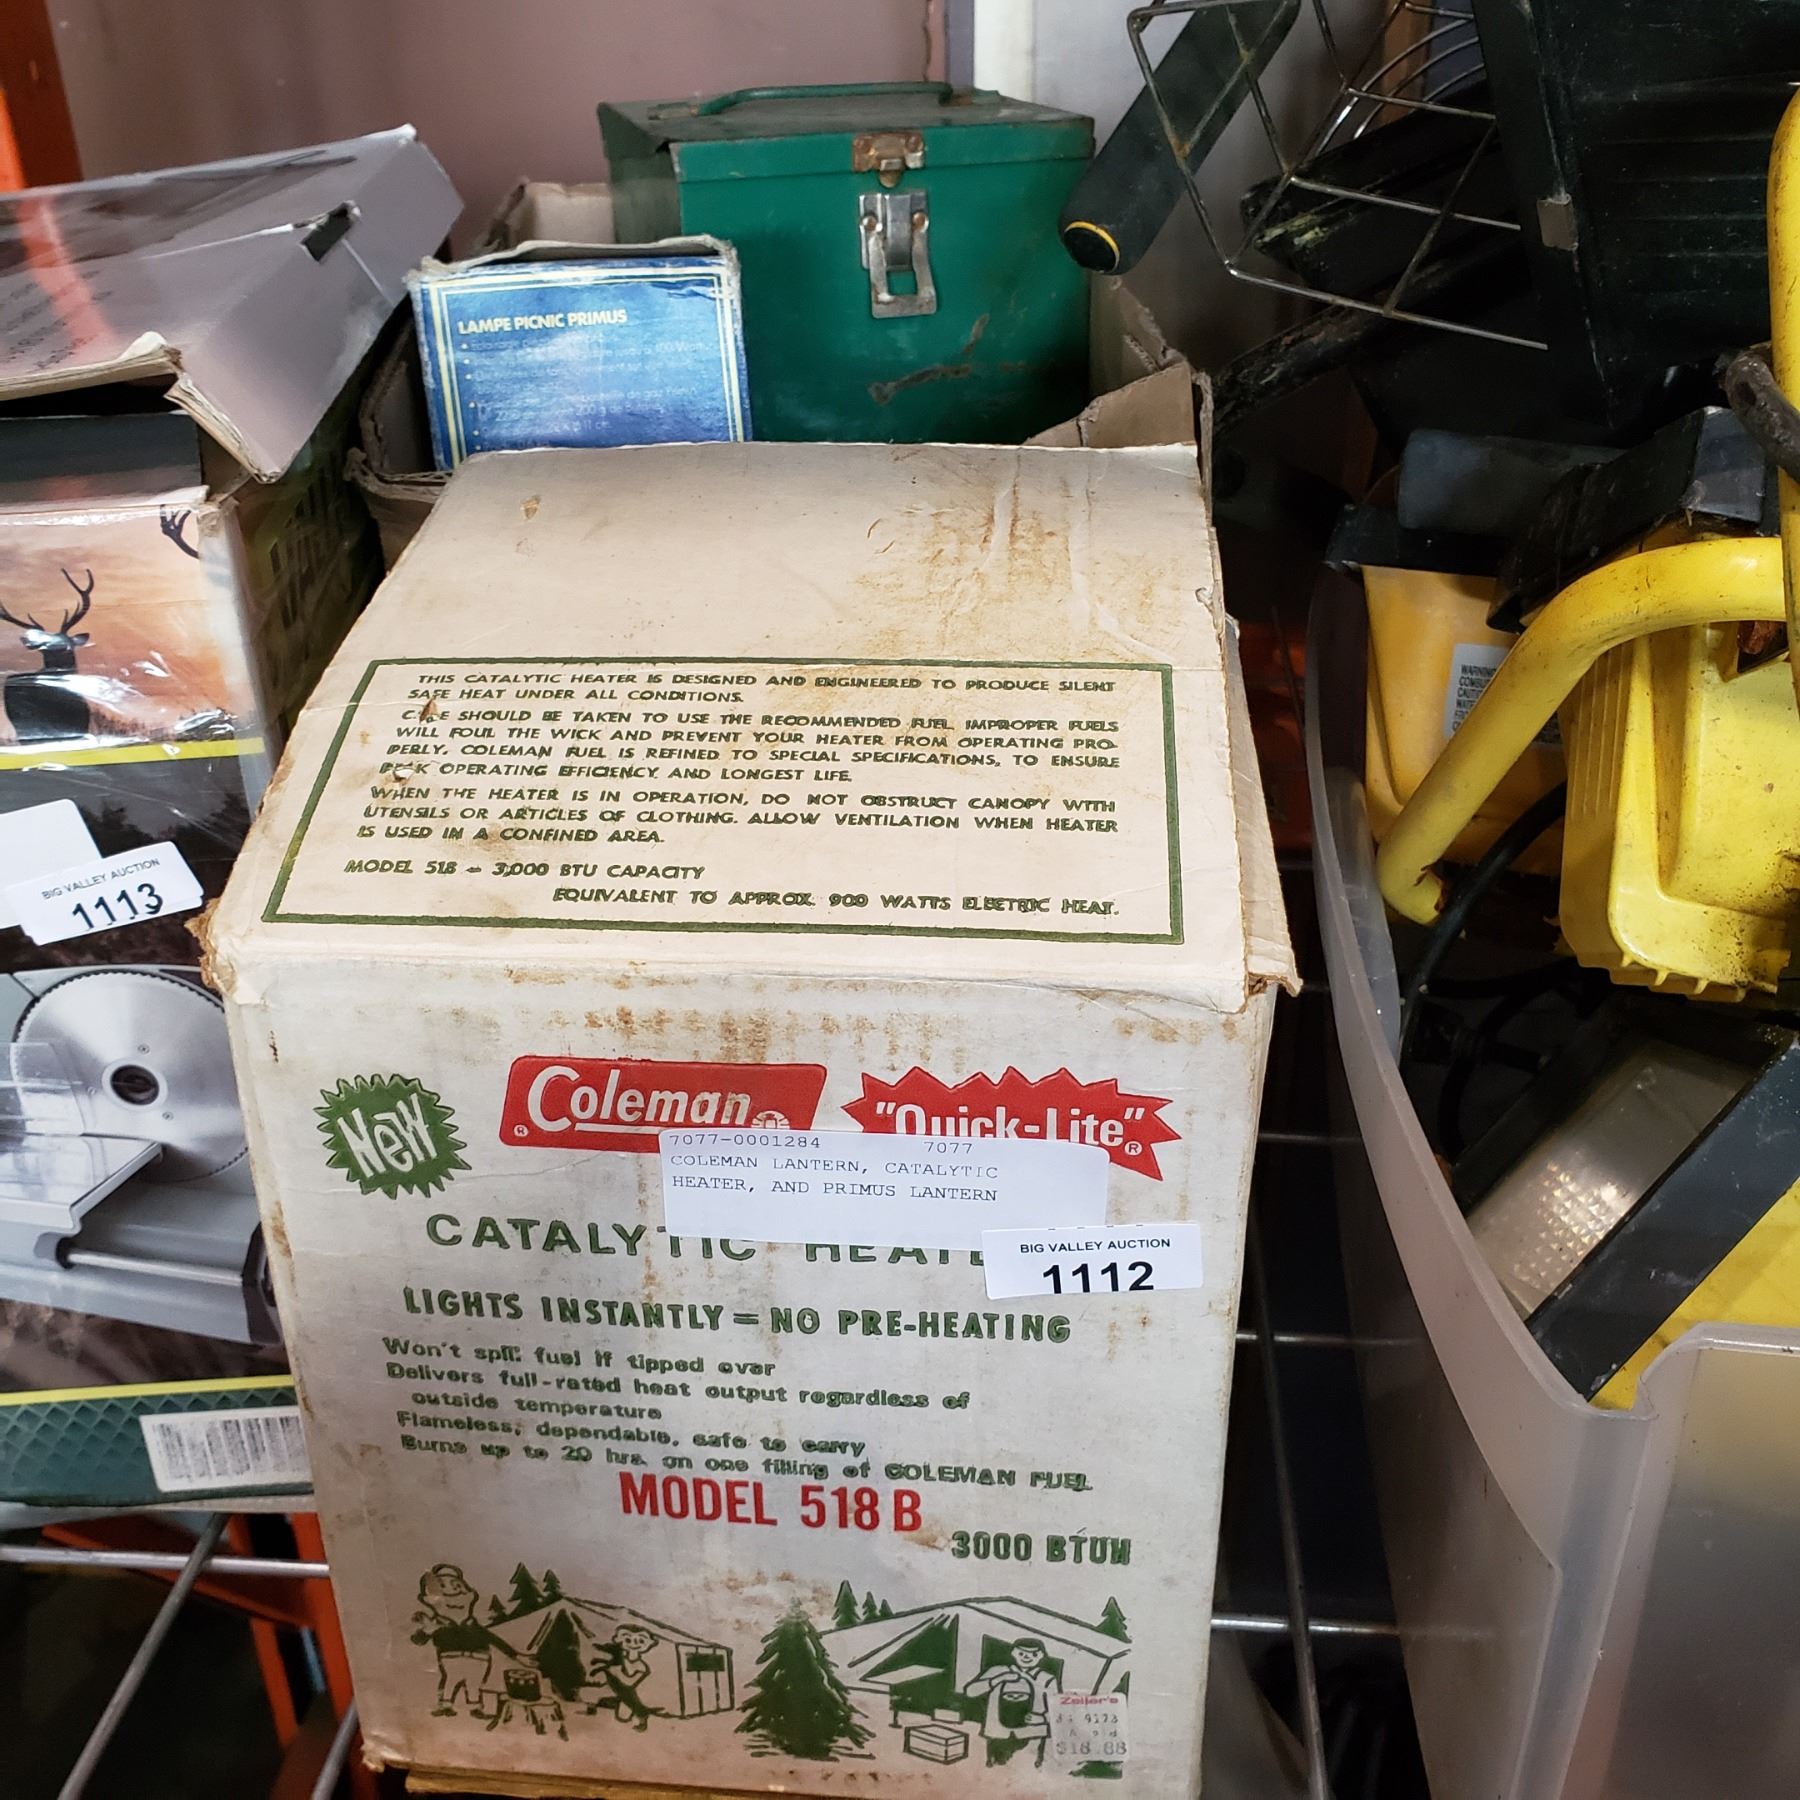 LAMPE PICNIC PRIMUS
THIS CATALYTIC HEATER IS DESIGNED AND ENGINEERED TO PRODUCE SILENT
SAFE HEAT UNDER ALL CONDITIONS.
SHOULD BE TAKEN TO USE THE RECOMMENDED FUEL. IMPROPER FUELS
WILL FOUL THE WICK AND PREVENT YOUR HEATER FROM OPERATING PRO-
PERLY. COLEMAN FUEL IS REFINED TO SPECIAL SPECIFICATIONS, TO ENSURE
OPERATING EFFICIENCY AND LONGEST LIFE.
WHEN THE HEATER IS IN OPERATION, DO NOT OBSTRUCT CANOPY WITH
UTENSILS OR ARTICLES OF CLOTHING. ALLOW VENTILATION WHEN HEATER
IS USED IN A CONFINED AREA.
MODEL 518 - 3,000 BTU CAPACITY
EQUIVALENT TO APPROX. 900 WATTS ELECTRIC HEAT.
BIG VALLEY AUCTION
1113
NEW
Coleman
"Quick-Lite"
7077-0001284 7077
COLEMAN LANTERN, CATALYTIC
HEATER, AND PRIMUS LANTERN
CATALYTIC
BIG VALLEY AUCTION
1112
LIGHTS INSTANTLY = NO PRE-HEATING
Won't spill fuel if tipped over
Delivers full-rated heat output regardless of
outside temperature
Flameless, dependable, safe to carry
Burns up to 20 hrs. on one filling of COLEMAN FUEL
MODEL 518 B
3000 BTUH
Zeller's
$18.88
WARNING